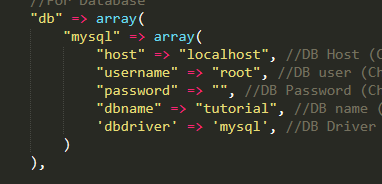 //For Database
"db" => array(
"mysql" => array(
"host" => "localhost", //DB Host (C
"username" => "root", //DB user (Ch
"password" => "", //DB Password (C
"dbname" => "tutorial", //DB name (
'dbdriver' => 'mysql', //DB Driver
)
),